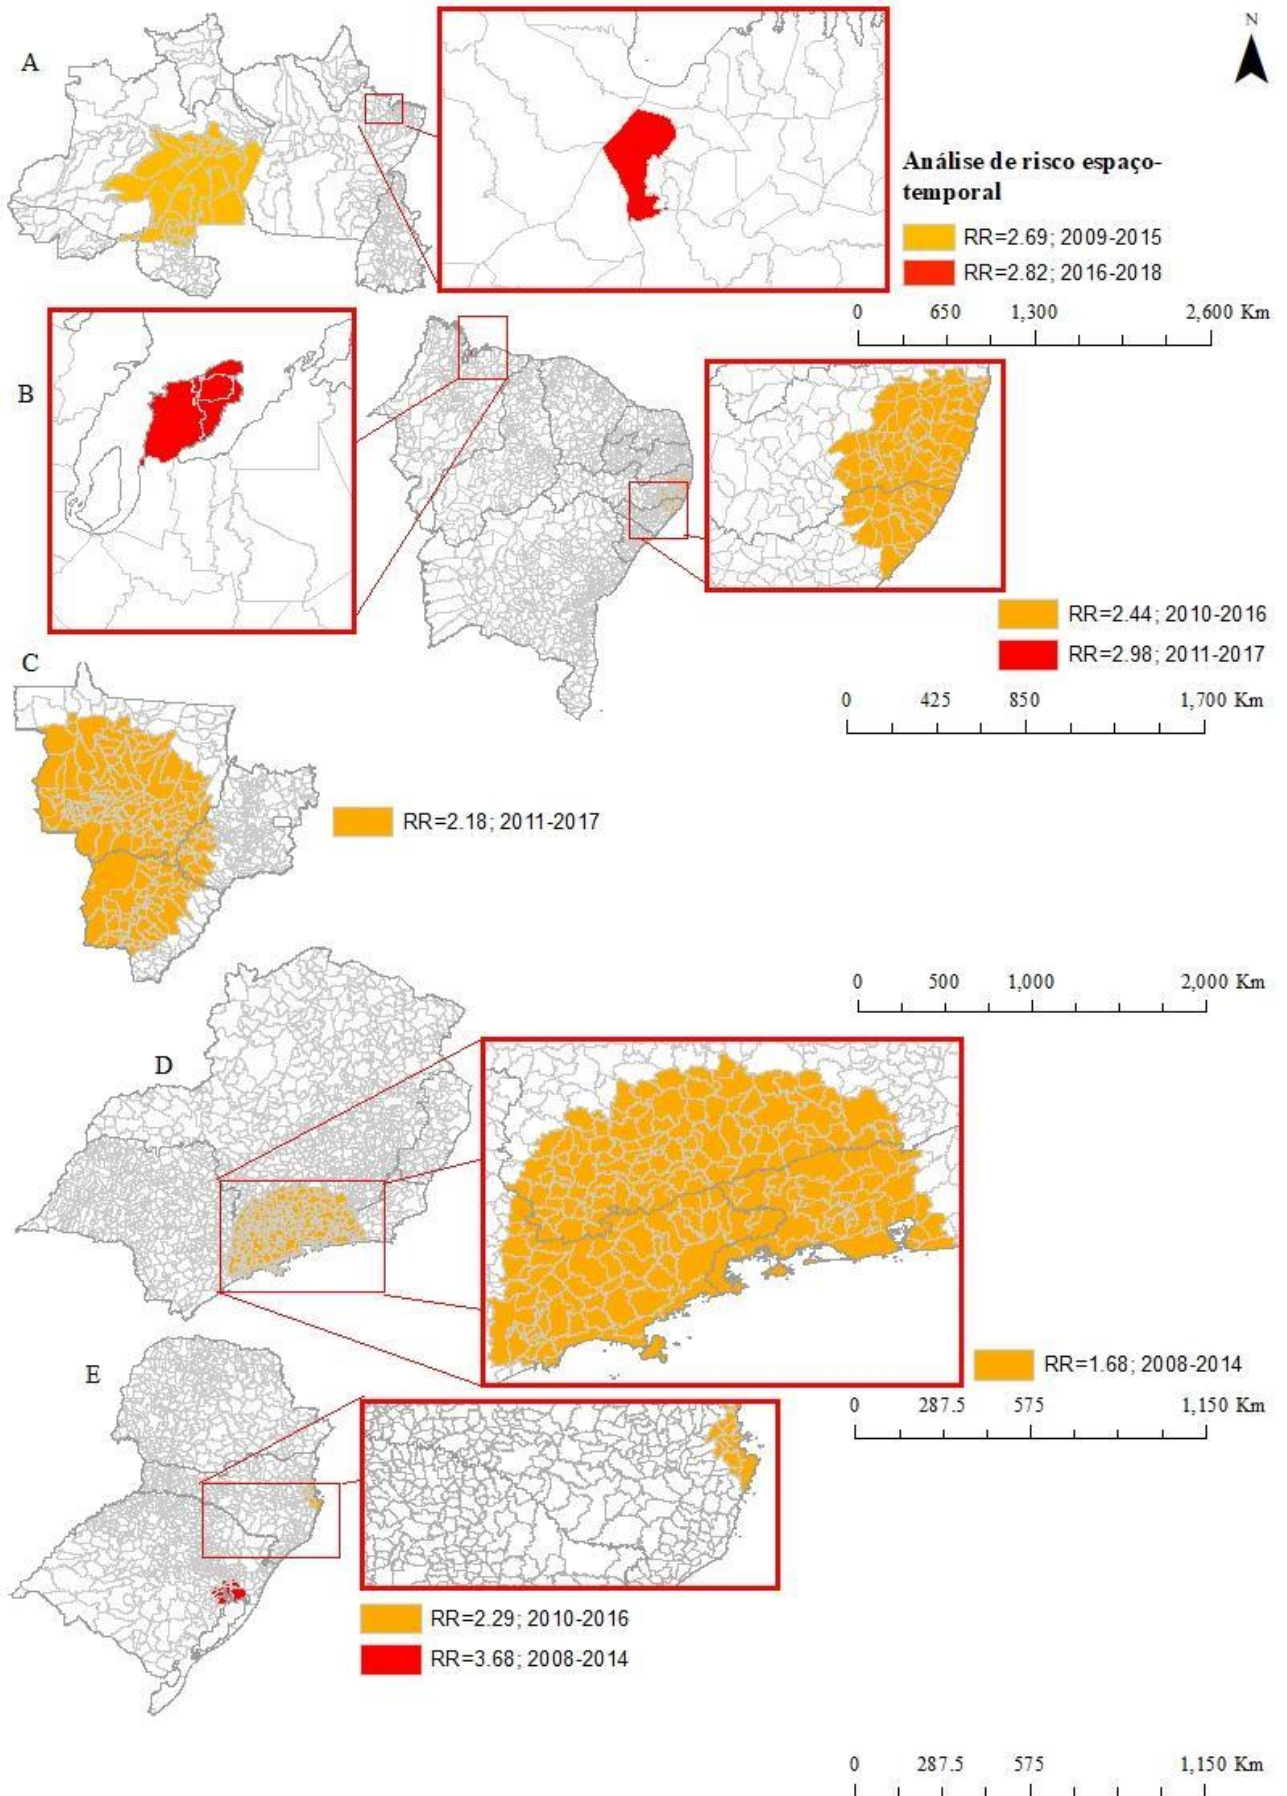 N
A
Análise de risco espaço-
temporal
RR=2.69; 2009-2015
RR=2.82; 2016-2018
0 650 1,300 2,600 Km
B
RR=2.44; 2010-2016
RR=2.98; 2011-2017
0 425 850 1,700 Km
C
RR=2.18; 2011-2017
0 500 1,000 2,000 Km
D
RR=1.68; 2008-2014
0 287.5 575 1,150 Km
E
RR=2.29; 2010-2016
RR=3.68; 2008-2014
0 287.5 575 1,150 Km